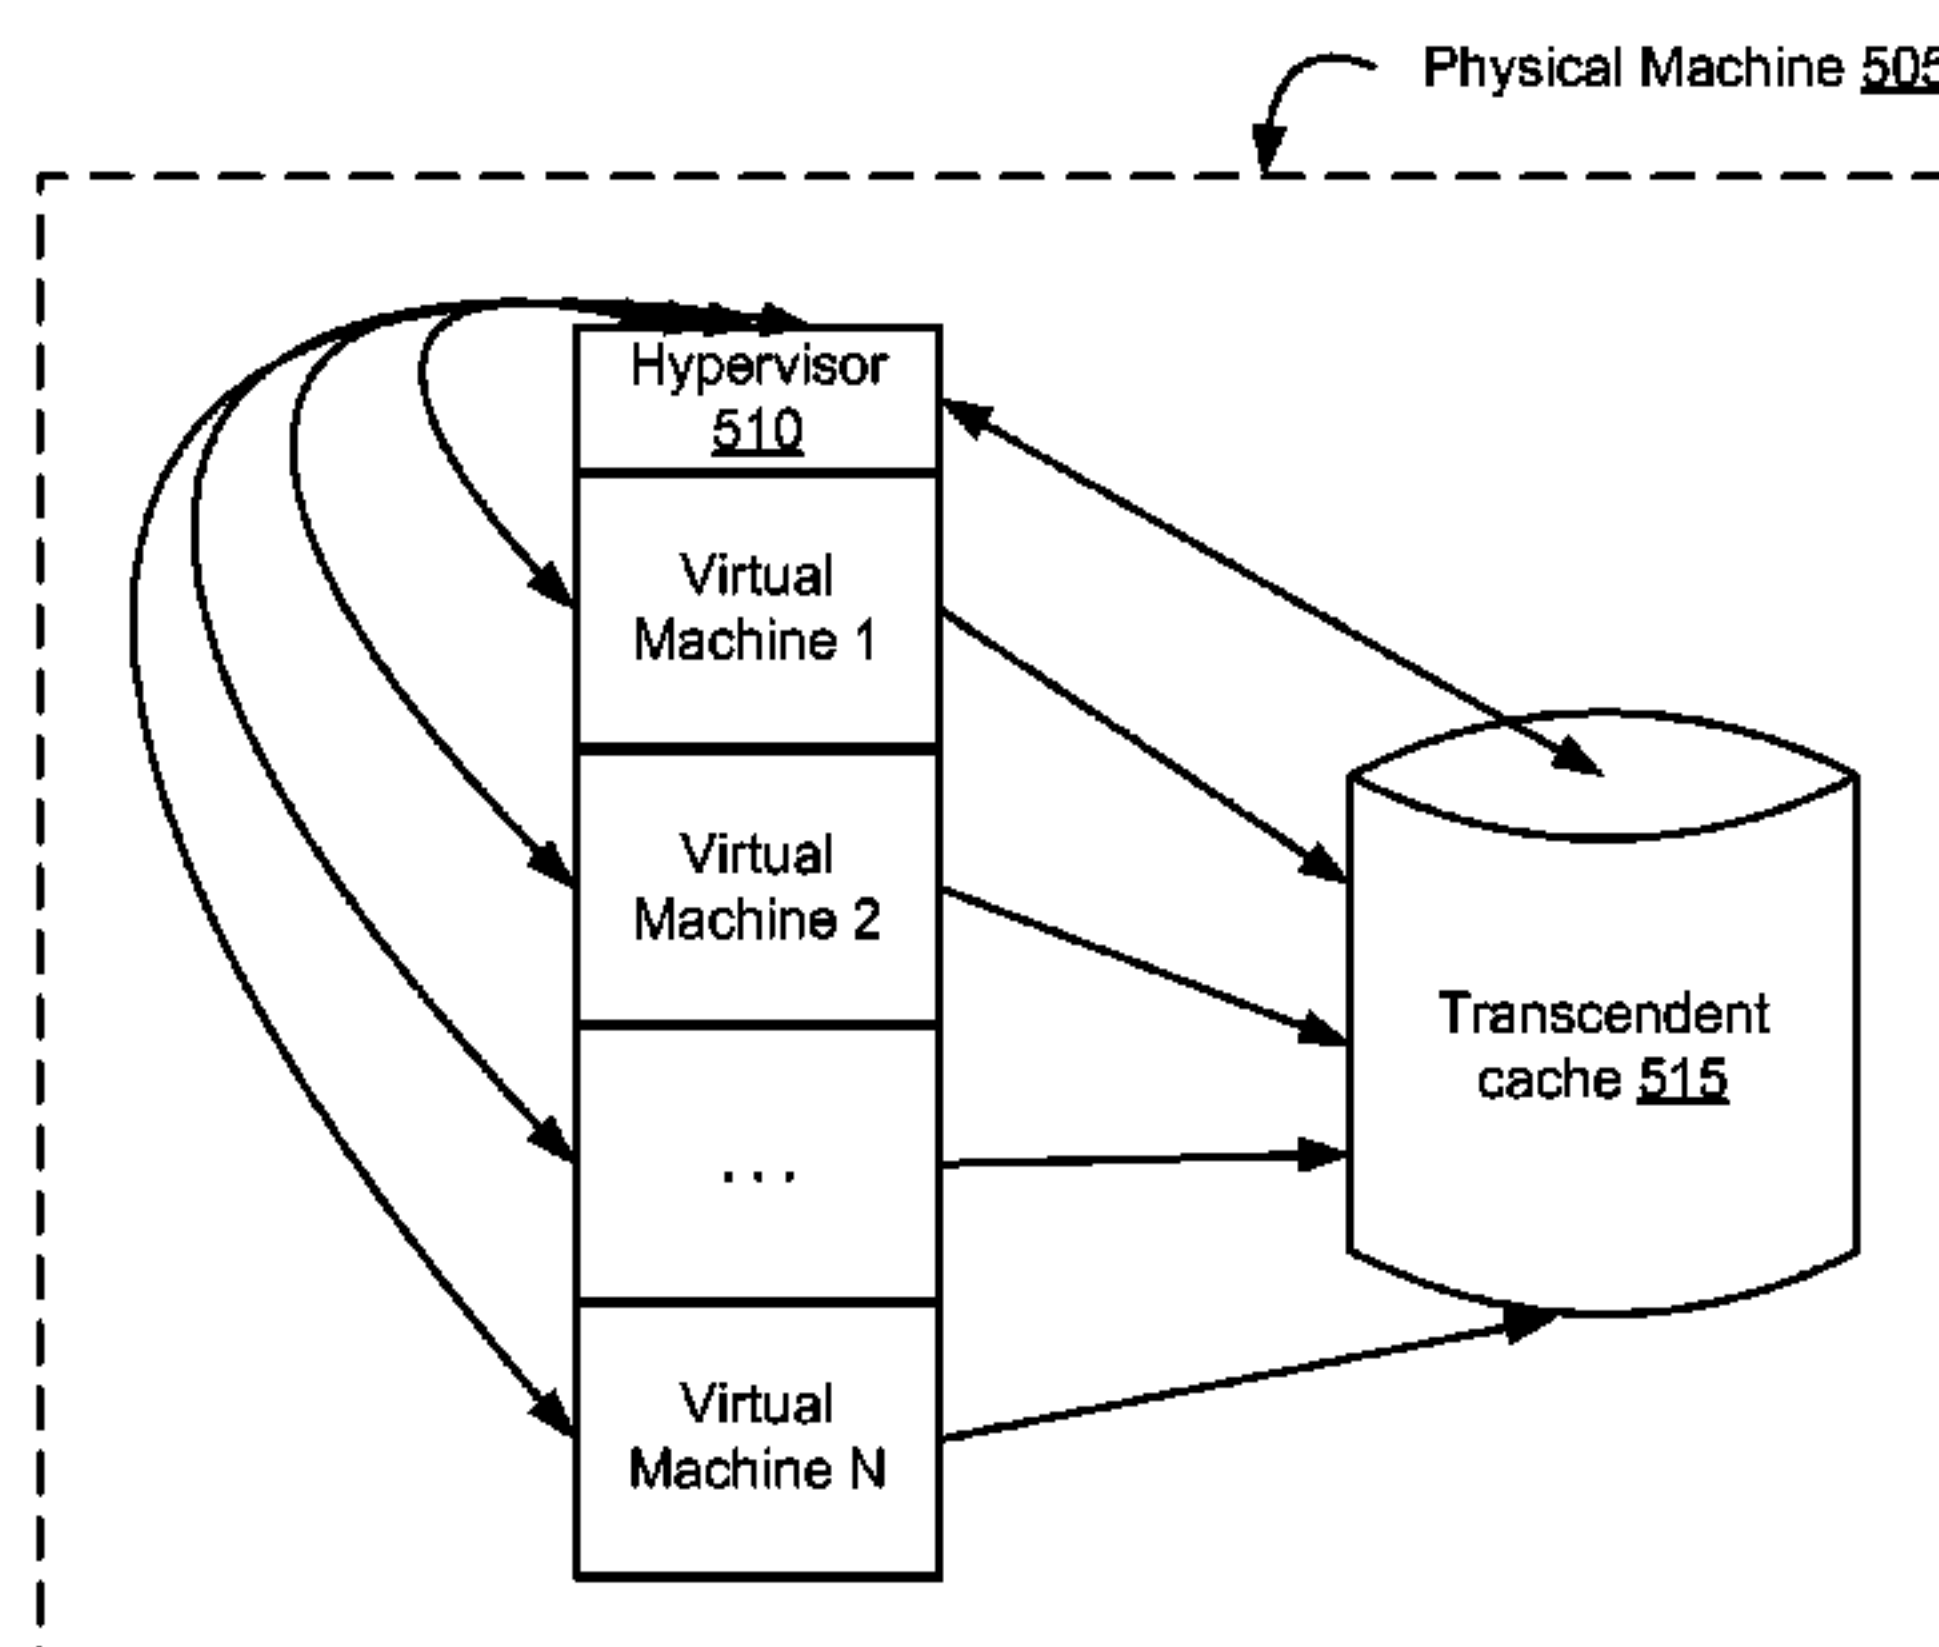 Physical Machine 505
Hypervisor
510
Virtual
Machine 1
Virtual
Machine 2
Transcendent
cache 515
...
Virtual
Machine N